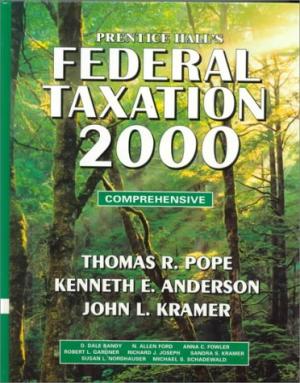 PRENTICE HALL'S
FEDERAL
TAXATION
2000
COMPREHENSIVE
THOMAS R. POPE
KENNETH E. ANDERSON
JOHN L. KRAMER
D. DALE BANDY N. ALLEN FORD ANNA C. FOWLER
ROBERT L. GARDNER RICHARD J. JOSEPH SANDRA S. KRAMER
SUSAN L. NORDHAUSER MICHAEL S. SCHADEWALD